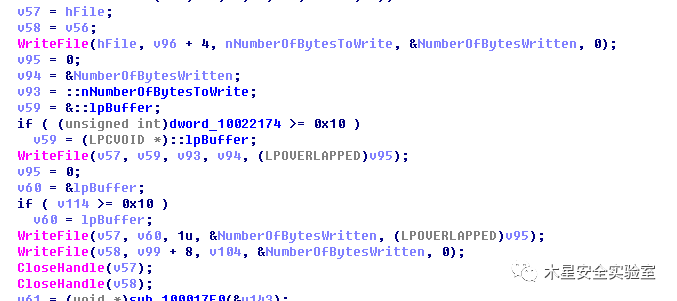 v57 = hFile;
v58 = v56;
WriteFile(hFile, v96 + 4, nNumberOfBytesToWrite, &NumberOfBytesWritten, 0);
v95 = 0;
v94 = &NumberOfBytesWritten;
v93 = ::nNumberOfBytesToWrite;
v59 = &::lpBuffer;
if ( (unsigned int)dword_10022174 >= 0x10 )
v59 = (LPCVOID *)::lpBuffer;
WriteFile(v57, v59, v93, v94, (LPOVERLAPPED)v95);
v95 = 0;
v60 = &lpBuffer;
if ( v114 >= 0x10 )
v60 = lpBuffer;
WriteFile(v57, v60, 1u, &NumberOfBytesWritten, (LPOVERLAPPED)v95);
WriteFile(v58, v99 + 8, v104, &NumberOfBytesWritten, 0);
CloseHandle(v57);
CloseHandle(v58);
v61 = (void *)sub_100017E0(&v143);
木星安全实验室